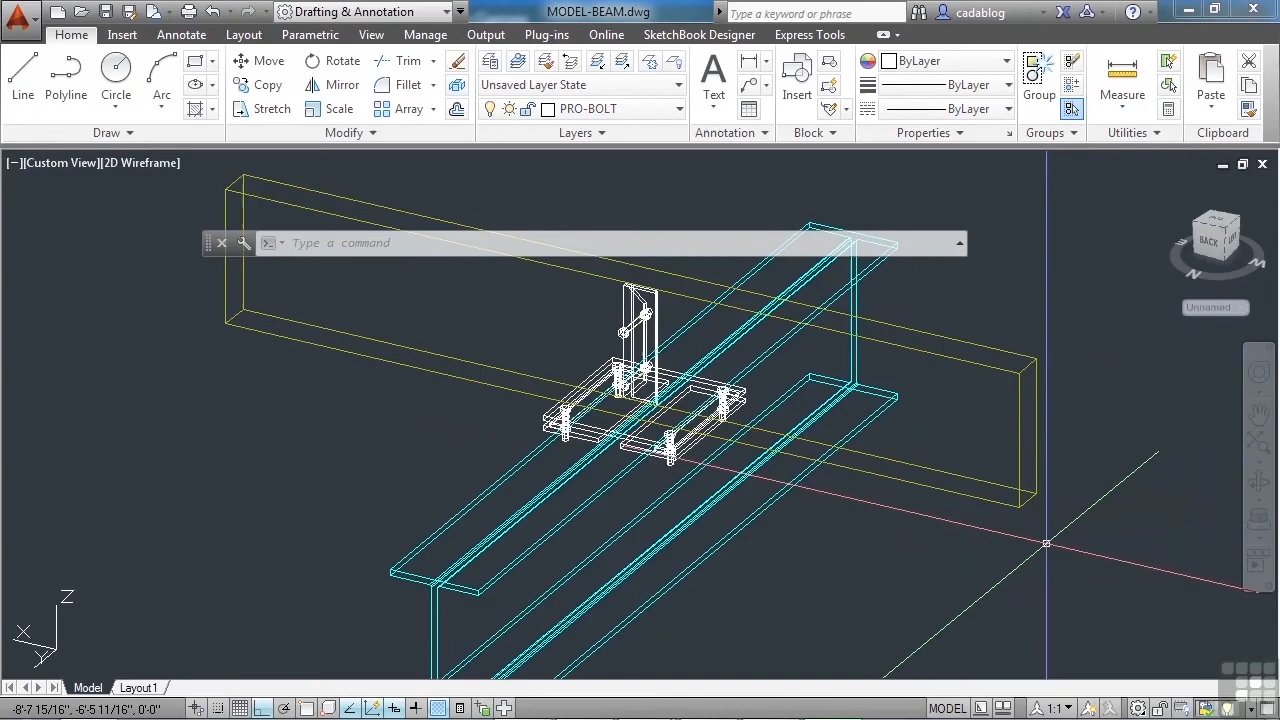 Drafting & Annotation
MODEL-BEAM.dwg
Type a keyword or phrase
cadablog
Home Insert Annotate Layout Parametric View Manage Output Plug-ins Online SketchBook Designer Express Tools
Line
Polyline
Circle
Arc
Move
Rotate
Trim
Copy
Mirror
Fillet
Stretch
Scale
Array
Unsaved Layer State
PRO-BOLT
Text
Insert
ByLayer
ByLayer
ByLayer
Group
Measure
Paste
Draw
Modify
Layers
Annotation
Block
Properties
Groups
Utilities
Clipboard
[−][Custom View][2D Wireframe]
Type a command
BACK
N
Unnamed
Z
X
Y
Model
Layout1
-8'-7 15/16", -6'-5 11/16", 0'-0"
MODEL
1:1